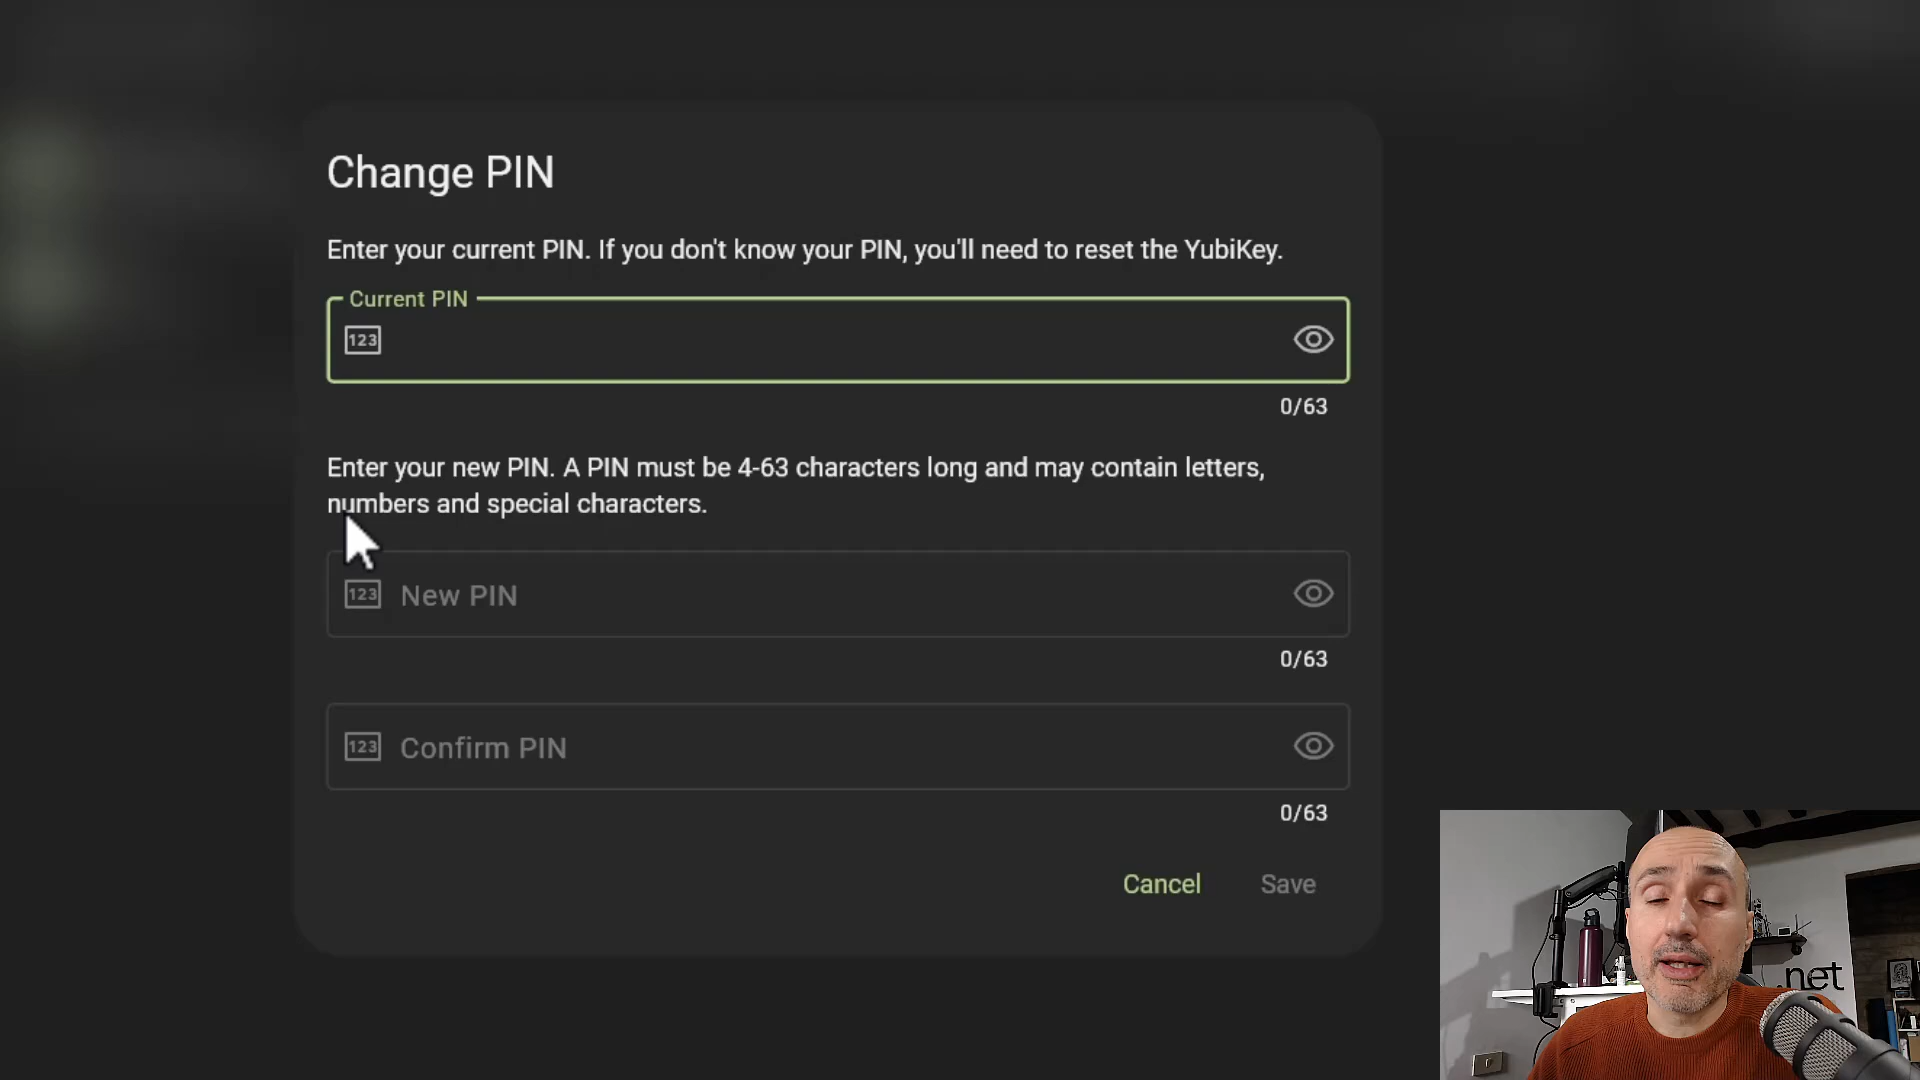 Change PIN
Enter your current PIN. If you don't know your PIN, you'll need to reset the YubiKey.
Current PIN
123
0/63
Enter your new PIN. A PIN must be 4-63 characters long and may contain letters,
numbers and special characters.
123 New PIN
0/63
123 Confirm PIN
0/63
Cancel Save
.net